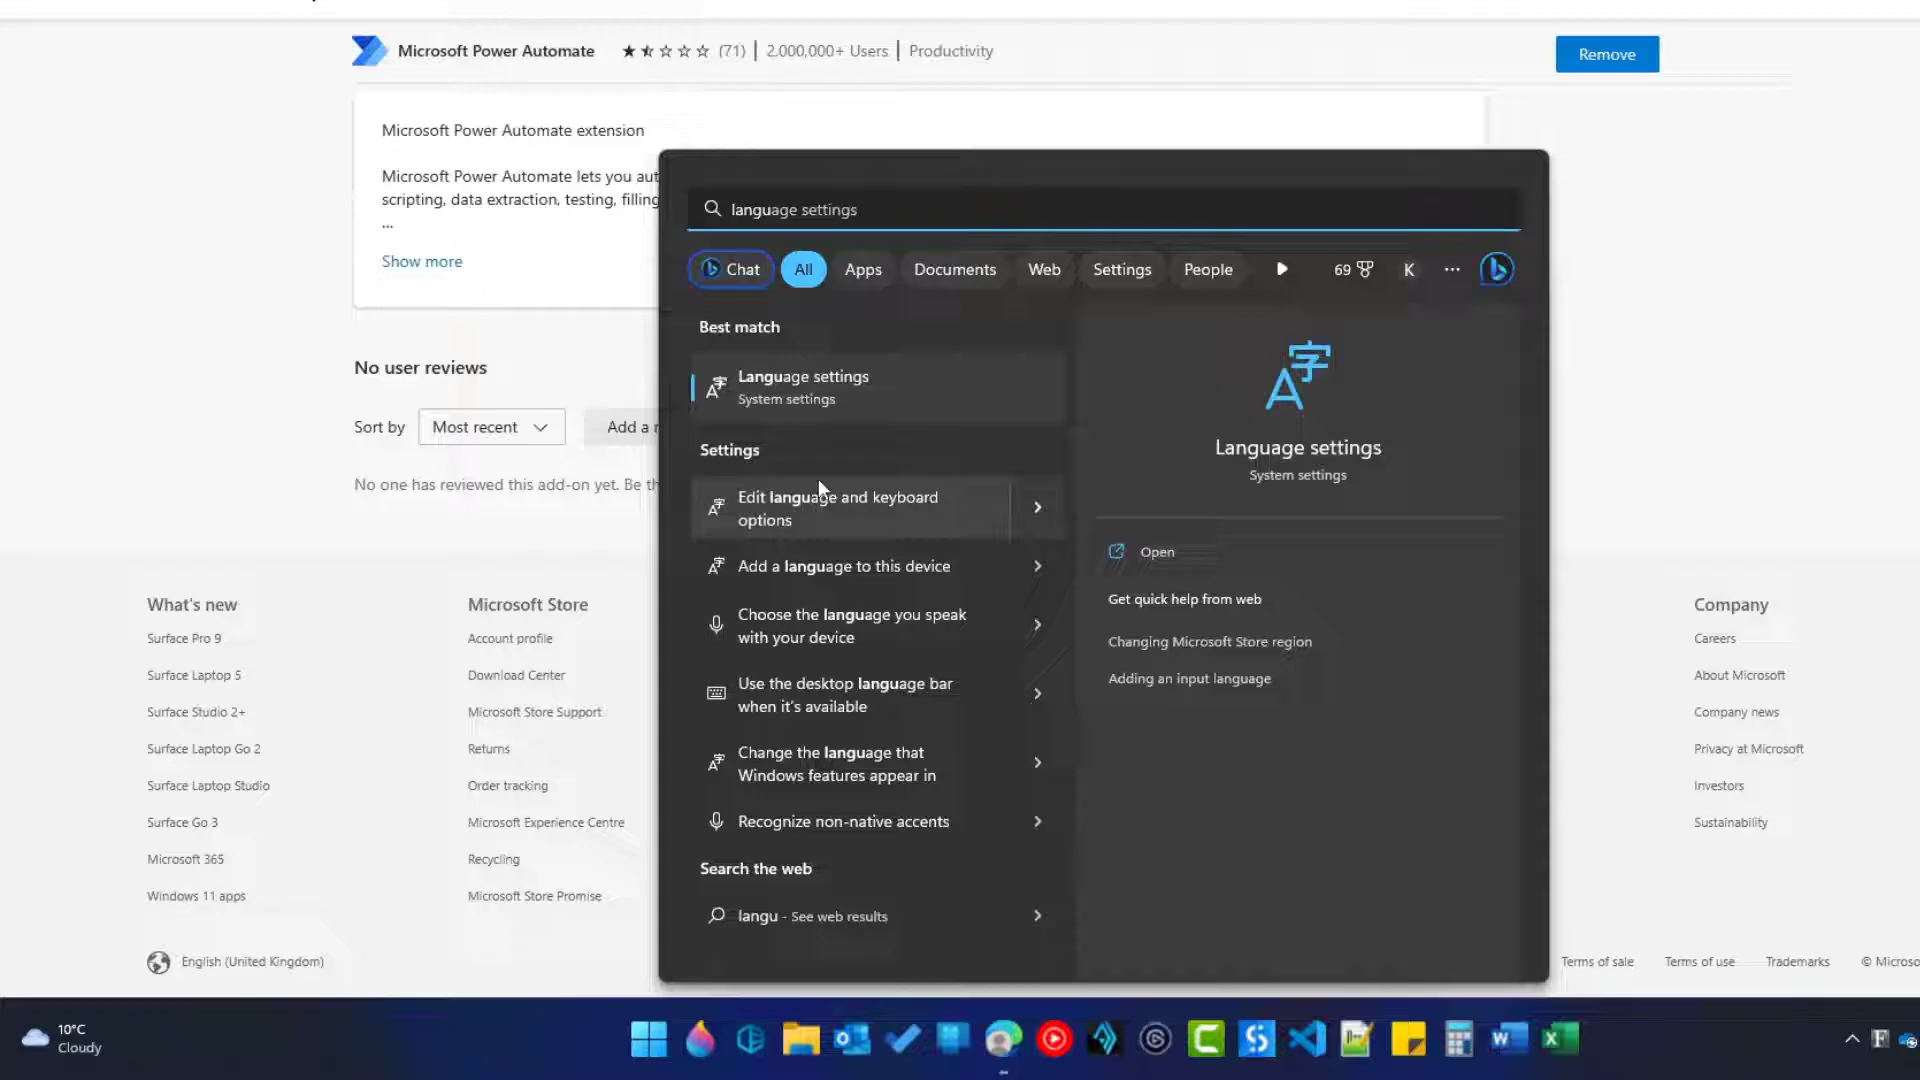 Microsoft Power Automate (71) 2,000,000+ Users Productivity
Remove
Microsoft Power Automate extension
Microsoft Power Automate lets you aut
scripting, data extraction, testing, filling
...
Show more
No user reviews
Sort by Most recent Add a r
No one has reviewed this add-on yet. Be th
language settings
Chat All Apps Documents Web Settings People 69 K ...
Best match
Language settings
System settings
Settings
Edit language and keyboard
options
Add a language to this device
Choose the language you speak
with your device
Use the desktop language bar
when it's available
Change the language that
Windows features appear in
Recognize non-native accents
Search the web
langu - See web results
Language settings
System settings
Open
Get quick help from web
Changing Microsoft Store region
Adding an input language
What's new
Surface Pro 9
Surface Laptop 5
Surface Studio 2+
Surface Laptop Go 2
Surface Laptop Studio
Surface Go 3
Microsoft 365
Windows 11 apps
Microsoft Store
Account profile
Download Center
Microsoft Store Support
Returns
Order tracking
Microsoft Experience Centre
Recycling
Microsoft Store Promise
Company
Careers
About Microsoft
Company news
Privacy at Microsoft
Investors
Sustainability
English (United Kingdom)
Terms of sale Terms of use Trademarks © Microso
10°C
Cloudy